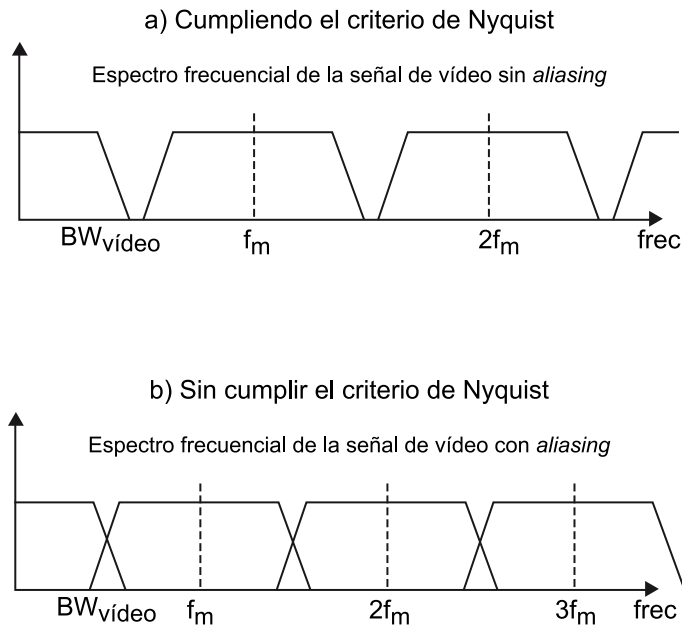 a) Cumpliendo el criterio de Nyquist
Espectro frecuencial de la señal de vídeo sin aliasing
BWvídeo fm 2fm frec
b) Sin cumplir el criterio de Nyquist
Espectro frecuencial de la señal de vídeo con aliasing
BWvídeo fm 2fm 3fm frec